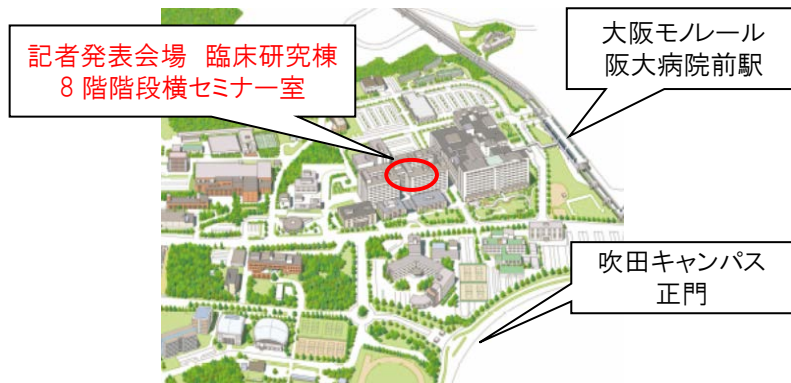 記者発表会場 臨床研究棟
8 階階段横セミナー室
大阪モノレール
阪大病院前駅
吹田キャンパス
正門